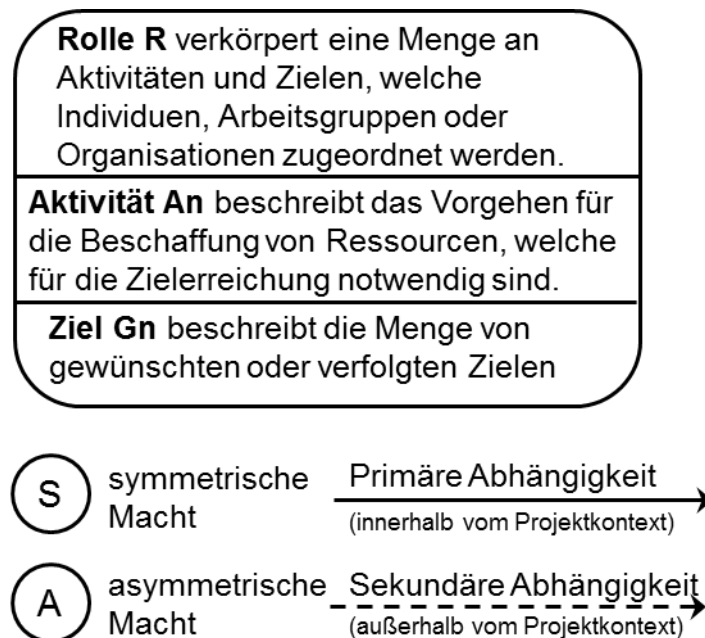 Rolle R verkörpert eine Menge an
Aktivitäten und Zielen, welche
Individuen, Arbeitsgruppen oder
Organisationen zugeordnet werden.
Aktivität An beschreibt das Vorgehen für
die Beschaffung von Ressourcen, welche
für die Zielerreichung notwendig sind.
Ziel Gn beschreibt die Menge von
gewünschten oder verfolgten Zielen
S
symmetrische
Macht
Primäre Abhängigkeit
(innerhalb vom Projektkontext)
A
asymmetrische
Macht
Sekundäre Abhängigkeit
(außerhalb vom Projektkontext)